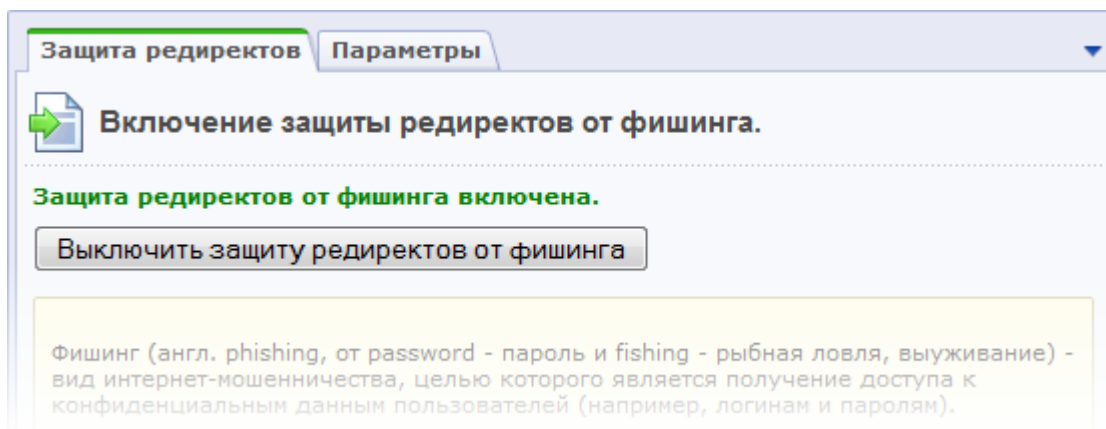 Защита редиректов
Параметры
Включение защиты редиректов от фишинга.
Защита редиректов от фишинга включена.
Выключить защиту редиректов от фишинга
Фишинг (англ. phishing, от password - пароль и fishing - рыбная ловля, выуживание) -
вид интернет-мошенничества, целью которого является получение доступа к
конфиденциальным данным пользователей (например, логинам и паролям).